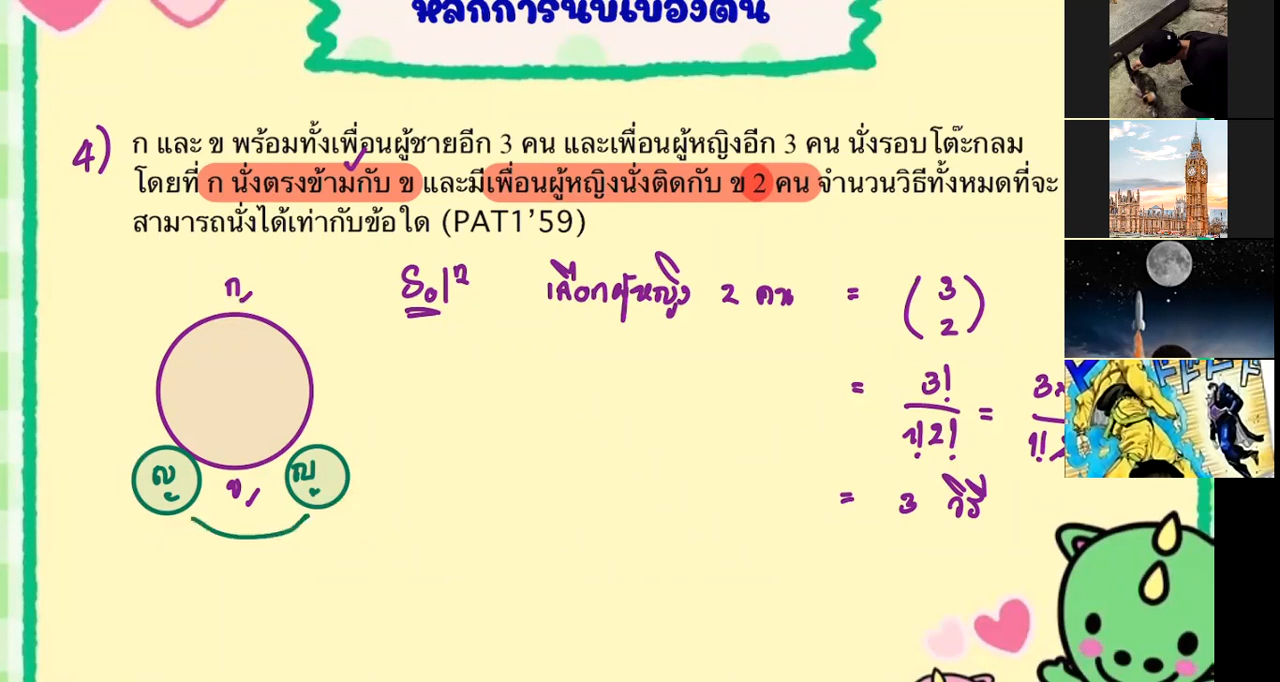 หลักการนับเบื้องต้น
4) ก และ ข พร้อมทั้งเพื่อนผู้ชายอีก 3 คน และเพื่อนผู้หญิงอีก 3 คน นั่งรอบโต๊ะกลม
โดยที่ ก นั่งตรงข้ามกับ ข และมีเพื่อนผู้หญิงนั่งติดกับ ข 2 คน จำนวนวิธีทั้งหมดที่จะ
สามารถนั่งได้เท่ากับข้อใด (PAT1'59)
ก
Sol^n เลือกผู้หญิง 2 คน = (3 2)
= 3!/1!2! =
ญ ข ญ
= 3 วิธี